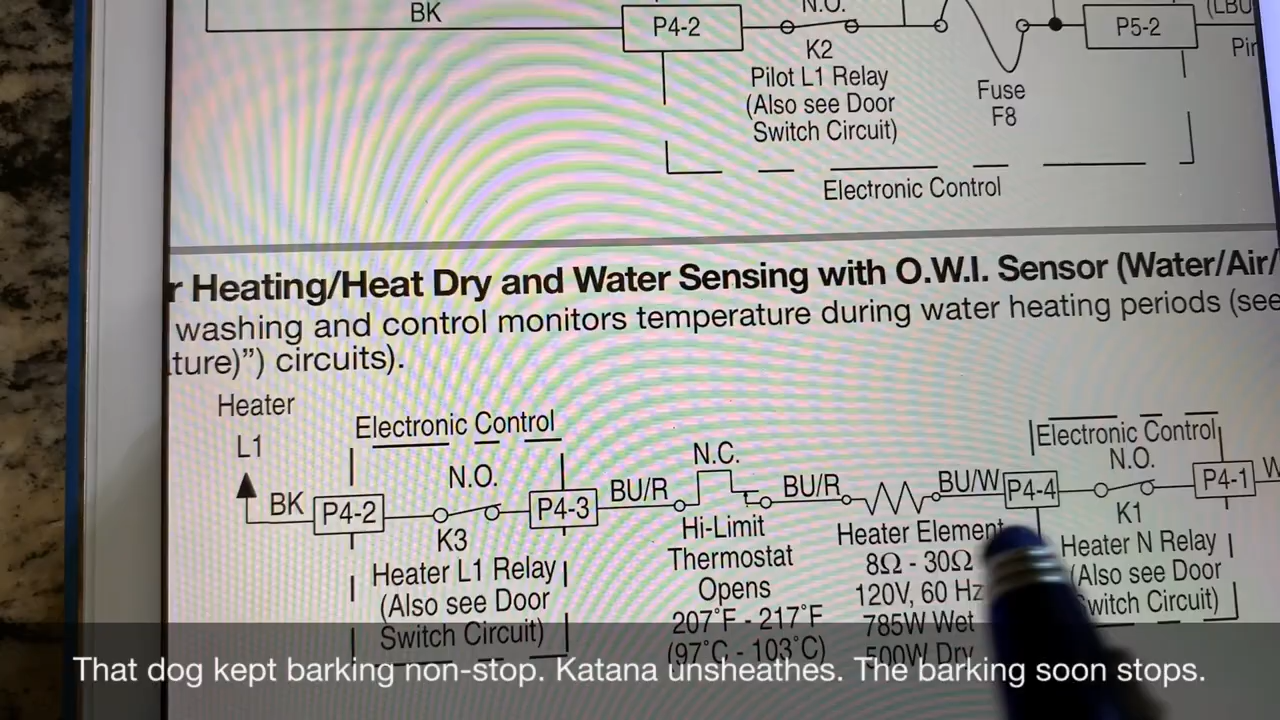 BK
N.O.
(LBU
P4-2
P5-2
K2
Pin
Pilot L1 Relay
(Also see Door
Switch Circuit)
Fuse
F8
Electronic Control
r Heating/Heat Dry and Water Sensing with O.W.I. Sensor (Water/Air/
washing and control monitors temperature during water heating periods (see
ture)") circuits).
Heater
L1
Electronic Control
N.O.
BK
P4-2
P4-3
K3
Heater L1 Relay
(Also see Door
Switch Circuit)
BU/R
N.C.
BU/R
Hi-Limit
Thermostat
Opens
207°F - 217°F
(97°C - 103°C)
BU/W
Heater Element
8Ω - 30Ω
120V, 60 Hz
785W Wet
500W Dry
P4-4
Electronic Control
N.O.
P4-1
W
K1
Heater N Relay
(Also see Door
witch Circuit)
That dog kept barking non-stop. Katana unsheathes. The barking soon stops.